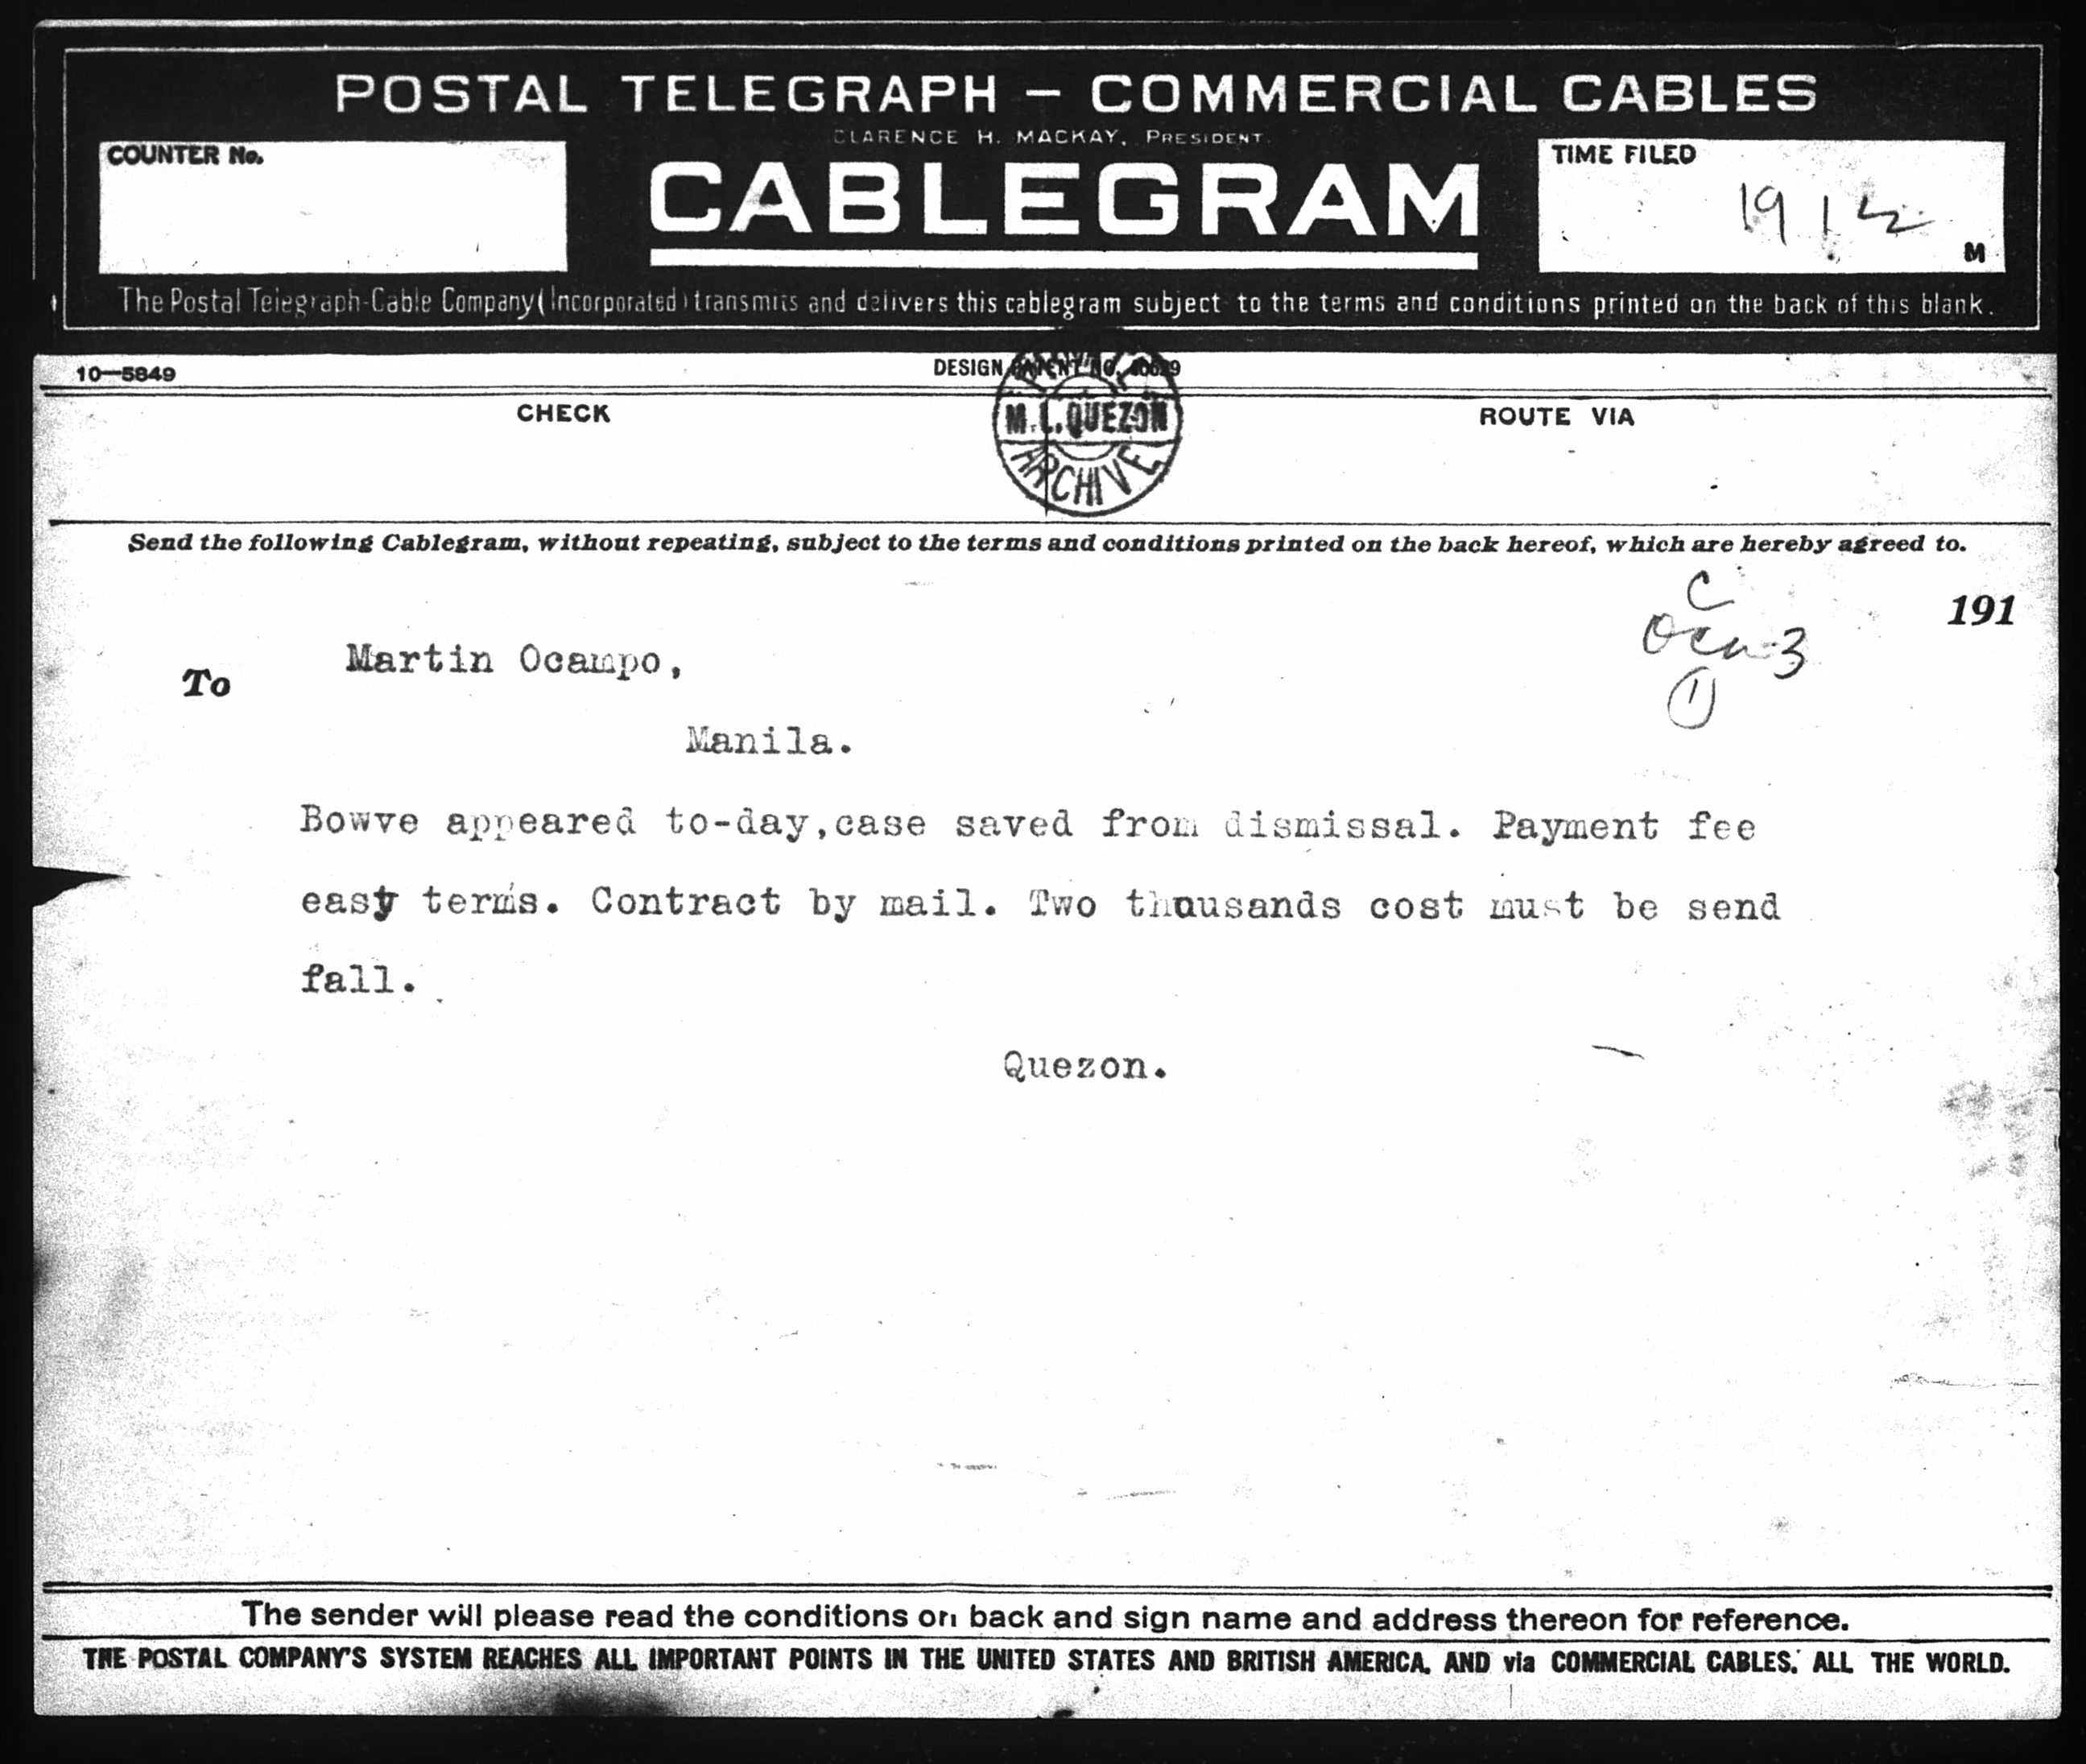 POSTAL TELEGRAPH – COMMERCIAL CABLES
CLARENCE H. MACKAY, PRESIDENT.
COUNTER No.
CABLEGRAM
TIME FILED
1912
M
The Postal Telegraph-Cable Company (Incorporated) transmits and delivers this cablegram subject to the terms and conditions printed on the back of this blank.
10—5849
DESIGN PATENT No.
M. L. QUEZON
ARCHIVE
CHECK
ROUTE VIA
Send the following Cablegram, without repeating, subject to the terms and conditions printed on the back hereof, which are hereby agreed to.
C
3
1
191
To
Martin Ocampo,
Manila.
Bowve appeared to-day,case saved from dismissal. Payment fee
easy terms. Contract by mail. Two thousands cost must be send
fall.
Quezon.
The sender will please read the conditions on back and sign name and address thereon for reference.
THE POSTAL COMPANY'S SYSTEM REACHES ALL IMPORTANT POINTS IN THE UNITED STATES AND BRITISH AMERICA, AND via COMMERCIAL CABLES, ALL THE WORLD.